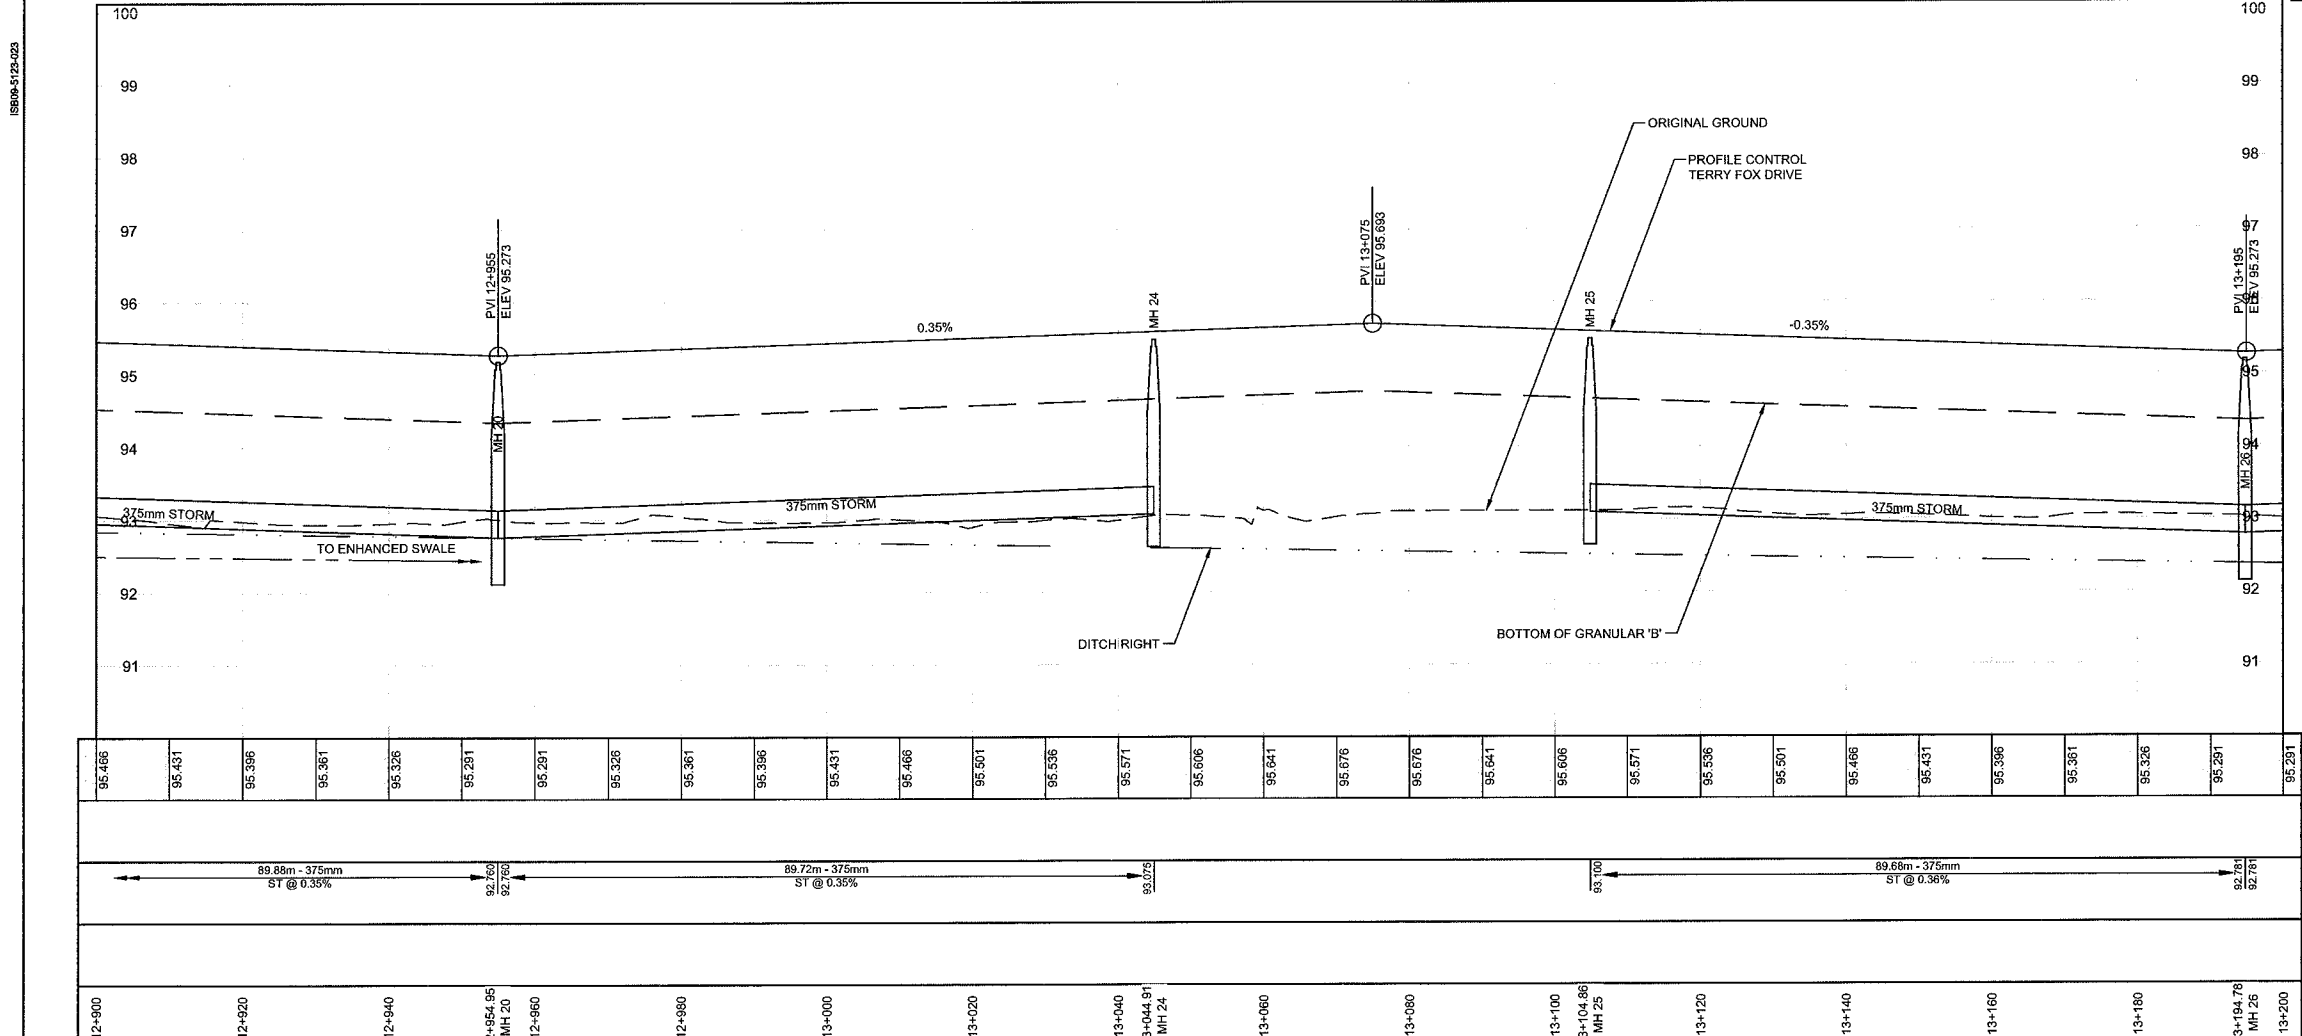 ISB09-5123-023
100
100
99
99
ORIGINAL GROUND
98
PROFILE CONTROL
TERRY FOX DRIVE
98
97
PVI 12+955
ELEV 95.273
PVI 13+075
ELEV 95.693
97
PVI 13+195
ELEV 95.273
96
MH 24
MH 25
96
0.35%
-0.35%
95
95
94
MH 20
94
MH 26
93
375mm STORM
375mm STORM
375mm STORM
93
TO ENHANCED SWALE
92
92
DITCH RIGHT
BOTTOM OF GRANULAR 'B'
91
91
95.466
95.431
95.396
95.361
95.326
95.291
95.291
95.326
95.361
95.396
95.431
95.466
95.501
95.536
95.571
95.606
95.641
95.676
95.676
95.641
95.606
95.571
95.536
95.501
95.466
95.431
95.396
95.361
95.326
95.291
95.291
89.88m - 375mm
ST @ 0.35%
92.760
92.760
89.72m - 375mm
ST @ 0.35%
93.075
93.100
89.68m - 375mm
ST @ 0.36%
92.781
92.781
12+900
12+920
12+940
2+954.95
MH 20
12+960
12+980
13+000
13+020
13+040
3+044.91
MH 24
13+060
13+080
13+100
3+104.86
MH 25
13+120
13+140
13+160
13+180
3+194.78
MH 26
13+200